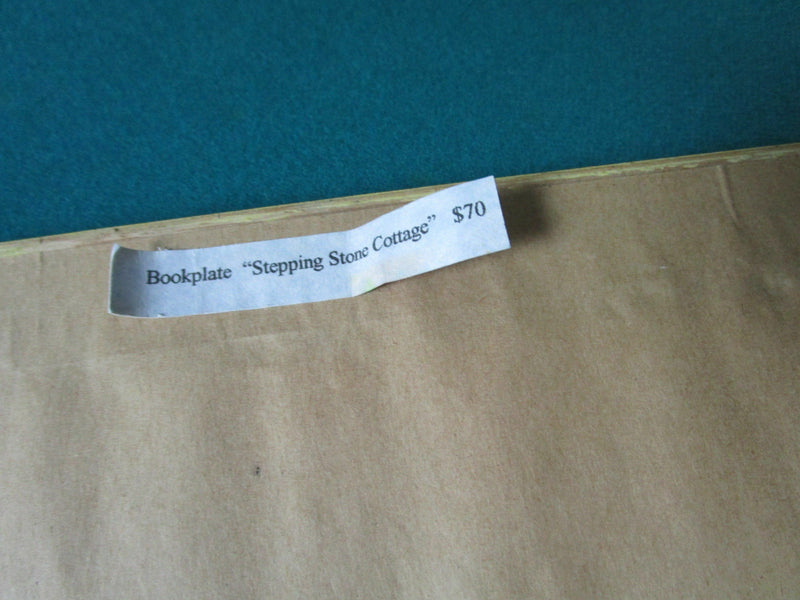 Bookplate “Stepping Stone Cottage” $70